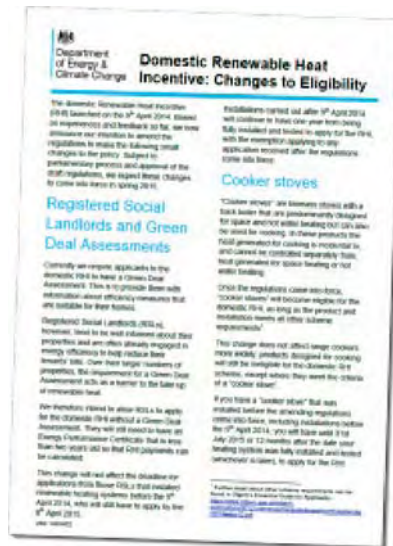 Department
of Energy &
Climate Change
Domestic Renewable Heat
Incentive: Changes to Eligibility
The domestic Renewable Heat Incentive
(RHI) launched on the 9th April 2014. Based
on experiences and feedback so far, we now
announce our intention to amend the
regulations to make the following small
changes to the policy. Subject to
parliamentary process and approval of the
draft regulations, we expect these changes
to come into force in spring 2015.
Registered Social
Landlords and Green
Deal Assessments
Currently we require applicants to the
domestic RHI to have a Green Deal
Assessment. This is to provide them with
information about efficiency measures that
are suitable for their homes.
Registered Social Landlords (RSLs),
however, tend to be well informed about their
properties and are often already engaged in
energy efficiency to help reduce their
tenants' bills. Over their larger numbers of
properties, the requirement for a Green Deal
Assessment acts as a barrier to the take up
of renewable heat.
We therefore intend to allow RSLs to apply
for the domestic RHI without a Green Deal
Assessment. They will still need to have an
Energy Performance Certificate that is less
than two years old so that RHI payments can
be calculated.
This change will not affect the deadline for
applications from those RSLs that installed
renewable heating systems before the 9th
April 2014, who will still have to apply by the
8th April 2015.
Installations carried out after 9th April 2014
will continue to have one year from being
fully installed and tested to apply for the RHI,
with the exception applying to any
application received after the regulations
come into force.
Cooker stoves
"Cooker stoves" are biomass stoves with a
back boiler that are predominantly designed
for space and hot water heating but can also
be used for cooking. In these products the
heat generated for cooking is incidental to,
and cannot be controlled separately from,
heat generated for space heating or hot
water heating.
Once the regulations come into force,
"cooker stoves" will become eligible for the
domestic RHI, as long as the product and
installation meets all other scheme
requirements¹.
This change does not affect range cookers
more widely; products designed for cooking
will still be ineligible for the domestic RHI
scheme, except where they meet the criteria
of a "cooker stove".
If you have a "cooker stove" that was
installed before the amending regulations
come into force, including installations before
the 9th April 2014, you will have until
July 2015 or 12 months after the date your
heating system was fully installed and tested
(whichever is later), to apply for the RHI.